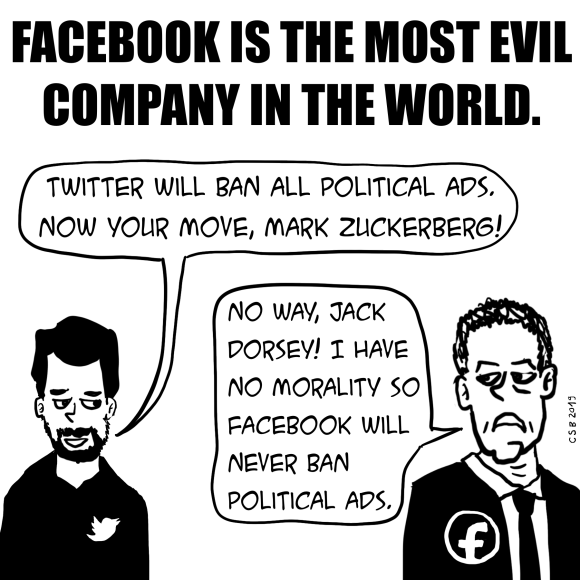 FACEBOOK IS THE MOST EVIL
COMPANY IN THE WORLD.
TWITTER WILL BAN ALL POLITICAL ADS.
NOW YOUR MOVE, MARK ZUCKERBERG!
NO WAY, JACK
DORSEY! I HAVE
NO MORALITY SO
FACEBOOK WILL
NEVER BAN
POLITICAL ADS.
CSB 2019
f